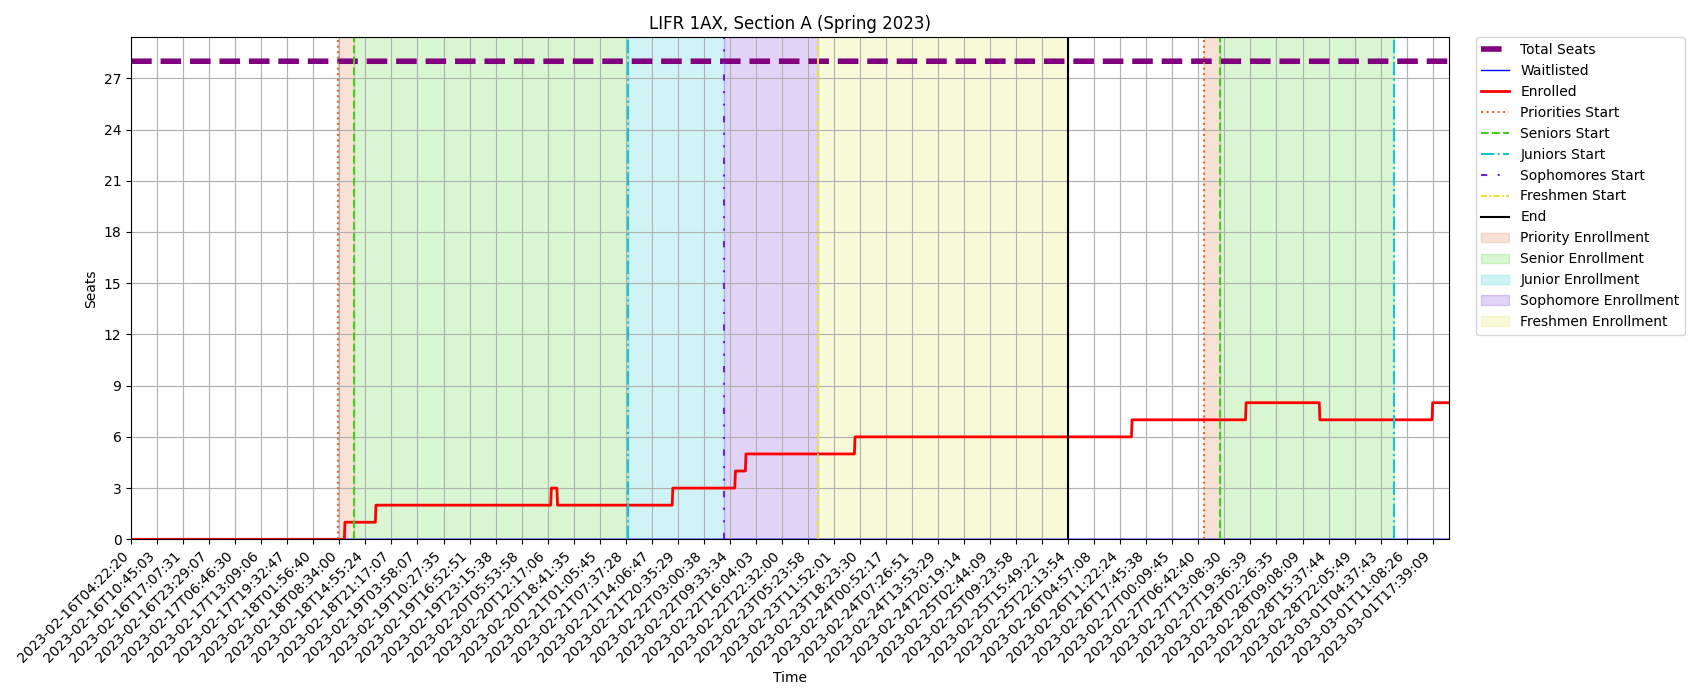 LIFR 1AX, Section A (Spring 2023)
Total Seats
Waitlisted
Enrolled
Priorities Start
Seniors Start
Juniors Start
Sophomores Start
Freshmen Start
End
Priority Enrollment
Senior Enrollment
Junior Enrollment
Sophomore Enrollment
Freshmen Enrollment
Seats
27
24
21
18
15
12
9
6
3
0
2023-02-16T04:22:20
2023-02-16T10:45:03
2023-02-16T17:07:31
2023-02-16T23:29:07
2023-02-17T06:46:30
2023-02-17T13:09:06
2023-02-17T19:32:47
2023-02-18T01:56:40
2023-02-18T08:34:00
2023-02-18T14:55:24
2023-02-18T21:17:07
2023-02-19T03:58:07
2023-02-19T10:27:35
2023-02-19T16:52:51
2023-02-19T23:15:38
2023-02-20T05:53:58
2023-02-20T12:17:06
2023-02-20T18:41:35
2023-02-21T01:05:45
2023-02-21T07:37:28
2023-02-21T14:06:47
2023-02-21T20:35:29
2023-02-22T03:00:38
2023-02-22T09:33:34
2023-02-22T16:04:03
2023-02-22T22:32:00
2023-02-23T05:23:58
2023-02-23T11:52:01
2023-02-23T18:23:30
2023-02-24T00:52:17
2023-02-24T07:26:51
2023-02-24T13:53:29
2023-02-24T20:19:14
2023-02-25T02:44:09
2023-02-25T09:23:58
2023-02-25T15:49:22
2023-02-25T22:13:54
2023-02-26T04:57:08
2023-02-26T11:22:24
2023-02-26T17:45:38
2023-02-27T00:09:45
2023-02-27T06:42:40
2023-02-27T13:08:30
2023-02-27T19:36:39
2023-02-28T02:26:35
2023-02-28T09:08:09
2023-02-28T15:37:44
2023-02-28T22:05:49
2023-03-01T04:37:43
2023-03-01T11:08:26
2023-03-01T17:39:09
Time